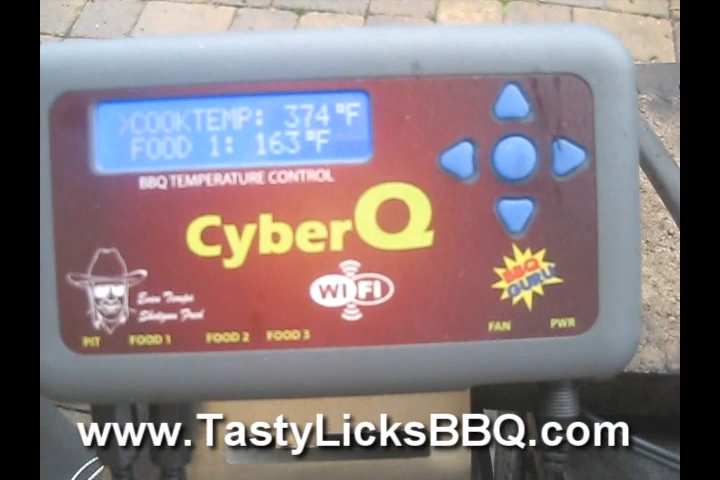 >COOKTEMP: 374°F
FOOD 1: 163°F
BBQ TEMPERATURE CONTROL
CyberQ
WIFI
BBQ
GURU
PIT FOOD 1 FOOD 2 FOOD 3 FAN PWR
www.TastyLicksBBQ.com